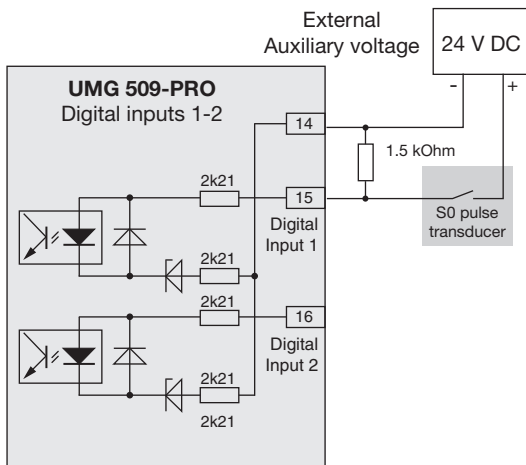 External
Auxiliary voltage
24 V DC
- +
UMG 509-PRO
Digital inputs 1-2
14
1.5 kOhm
2k21
15
S0 pulse
transducer
Digital
Input 1
2k21
2k21
16
Digital
Input 2
2k21
2k21